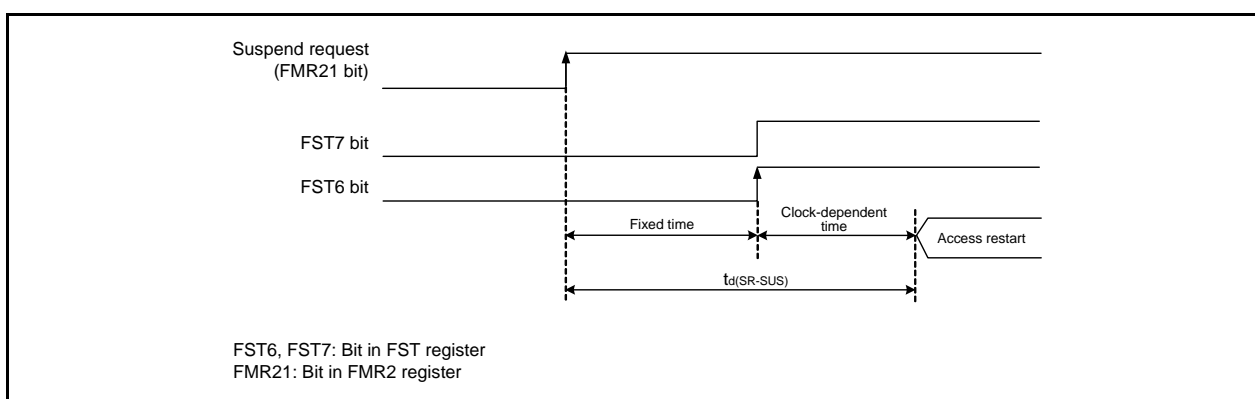 Suspend request
(FMR21 bit)
FST7 bit
FST6 bit
Fixed time
Clock-dependent
time
Access restart
td(SR-SUS)
FST6, FST7: Bit in FST register
FMR21: Bit in FMR2 register